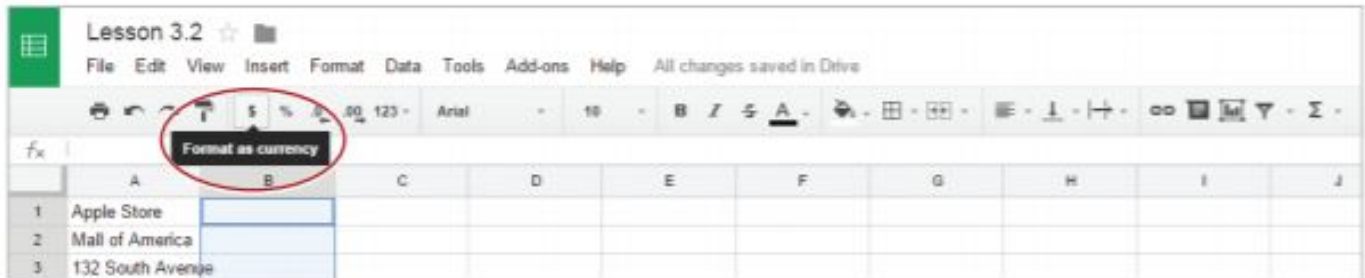 Lesson 3.2
File Edit View Insert Format Data Tools Add-ons Help All changes saved in Drive
$ % .0 .00 123 Arial 10 B I S A Σ
Format as currency
fx
A B C D E F G H I J
1 Apple Store
2 Mall of America
3 132 South Avenue